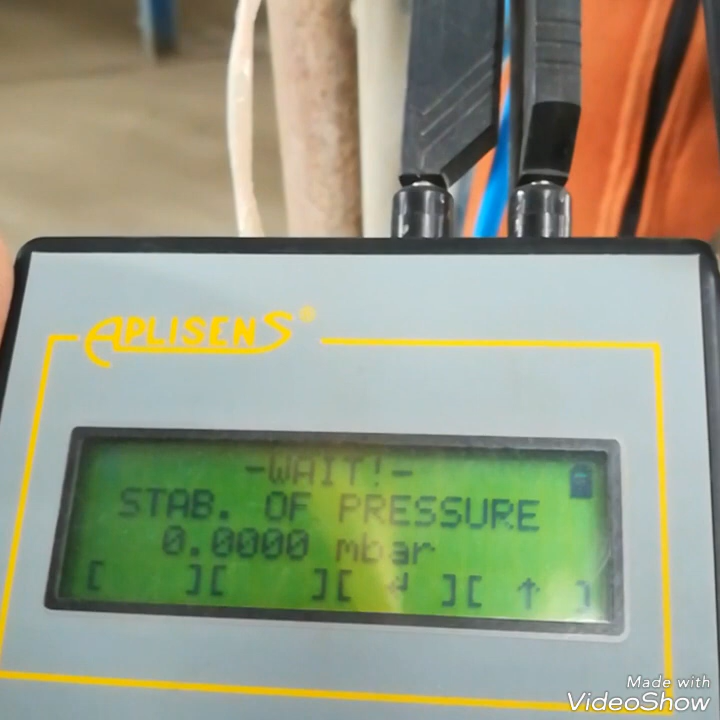 APLISENS®
-WAIT!-
STAB. OF PRESSURE
0.0000 mbar
[ ][ ][ ↲ ][ ↑ ]
Made with
VideoShow